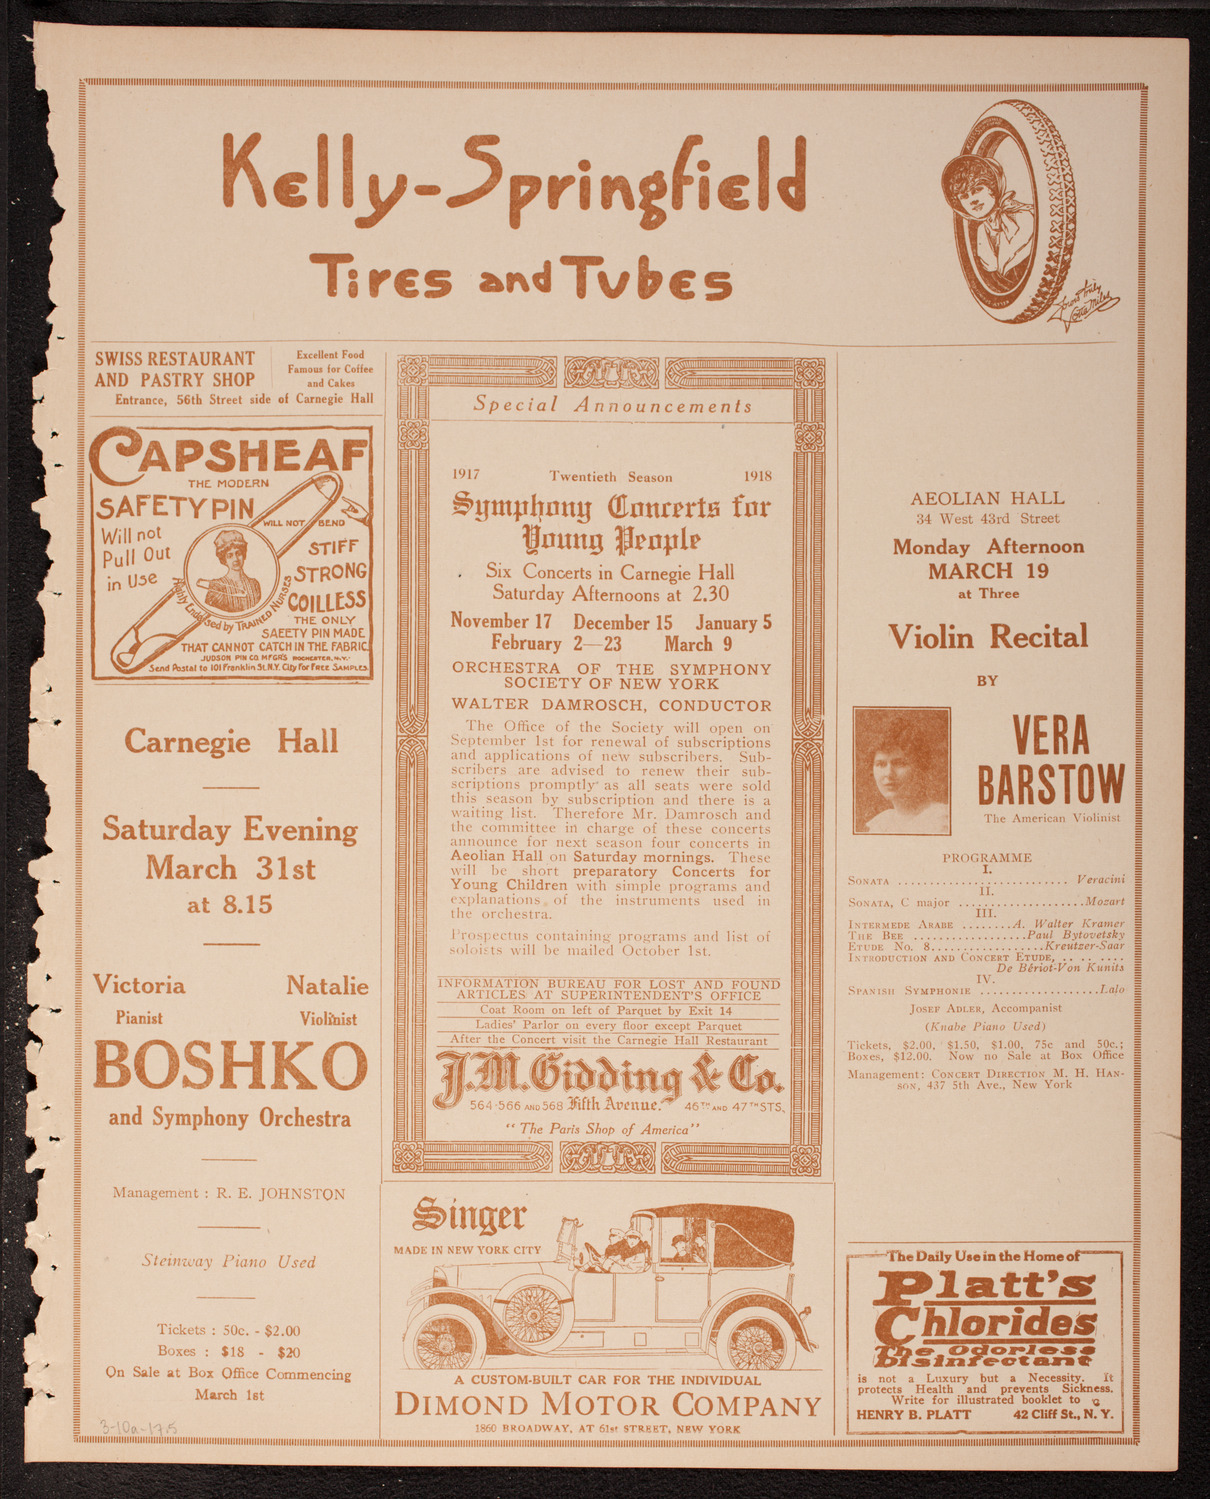 Kelly-Springfield
Tires and Tubes
Yours truly
Lotta Miles
SWISS RESTAURANT
AND PASTRY SHOP
Excellent Food
Famous for Coffee
and Cakes
Entrance, 56th Street side of Carnegie Hall
CAPSHEAF
THE MODERN
SAFETY PIN
WILL NOT BEND
Will not
Pull Out
in Use
STIFF
STRONG
COILLESS
Highly Endorsed by TRAINED NURSES
THE ONLY
SAFETY PIN MADE
THAT CANNOT CATCH IN THE FABRIC.
JUDSON PIN CO MFGRS ROCHESTER, N.Y.
Send Postal to 101 Franklin St. N.Y. City For FREE SAMPLES.
Carnegie Hall
Saturday Evening
March 31st
at 8.15
Victoria Natalie
Pianist Violinist
BOSHKO
and Symphony Orchestra
Management : R. E. JOHNSTON
Steinway Piano Used
Tickets : 50c. - $2.00
Boxes : $18 - $20
On Sale at Box Office Commencing
March 1st
3-10a-17.5
Special Announcements
1917 Twentieth Season 1918
Symphony Concerts for
Young People
Six Concerts in Carnegie Hall
Saturday Afternoons at 2.30
November 17 December 15 January 5
February 2—23 March 9
ORCHESTRA OF THE SYMPHONY
SOCIETY OF NEW YORK
WALTER DAMROSCH, CONDUCTOR
The Office of the Society will open on
September 1st for renewal of subscriptions
and applications of new subscribers. Sub-
scribers are advised to renew their sub-
scriptions promptly as all seats were sold
this season by subscription and there is a
waiting list. Therefore Mr. Damrosch and
the committee in charge of these concerts
announce for next season four concerts in
Aeolian Hall on Saturday mornings. These
will be short preparatory Concerts for
Young Children with simple programs and
explanations of the instruments used in
the orchestra.
Prospectus containing programs and list of
soloists will be mailed October 1st.
INFORMATION BUREAU FOR LOST AND FOUND
ARTICLES AT SUPERINTENDENT'S OFFICE
Coat Room on left of Parquet by Exit 14
Ladies' Parlor on every floor except Parquet
After the Concert visit the Carnegie Hall Restaurant
J.M. Gidding & Co.
564-566 AND 568 Fifth Avenue. 46TH AND 47TH STS.
"The Paris Shop of America"
Singer
MADE IN NEW YORK CITY
A CUSTOM-BUILT CAR FOR THE INDIVIDUAL
DIMOND MOTOR COMPANY
1860 BROADWAY, AT 61st STREET, NEW YORK
AEOLIAN HALL
34 West 43rd Street
Monday Afternoon
MARCH 19
at Three
Violin Recital
BY
VERA
BARSTOW
The American Violinist
PROGRAMME
I.
SONATA .......................... Veracini
II.
SONATA, C major ...................Mozart
III.
INTERMEDE ARABE ........A. Walter Kramer
THE BEE .................Paul Bytovetsky
ETUDE No. 8.................Kreutzer-Saar
INTRODUCTION AND CONCERT ETUDE, .. .. ....
De Bériot-Von Kunits
IV.
SPANISH SYMPHONIE ..................Lalo
JOSEF ADLER, Accompanist
(Knabe Piano Used)
Tickets, $2.00, $1.50, $1.00, 75c and 50c.;
Boxes, $12.00. Now no Sale at Box Office
Management: CONCERT DIRECTION M. H. HAN-
SON, 437 5th Ave., New York
The Daily Use in the Home of
Platt's
Chlorides
The Odorless
Disinfectant
is not a Luxury but a Necessity. It
protects Health and prevents Sickness.
Write for illustrated booklet to
HENRY B. PLATT 42 Cliff St., N. Y.